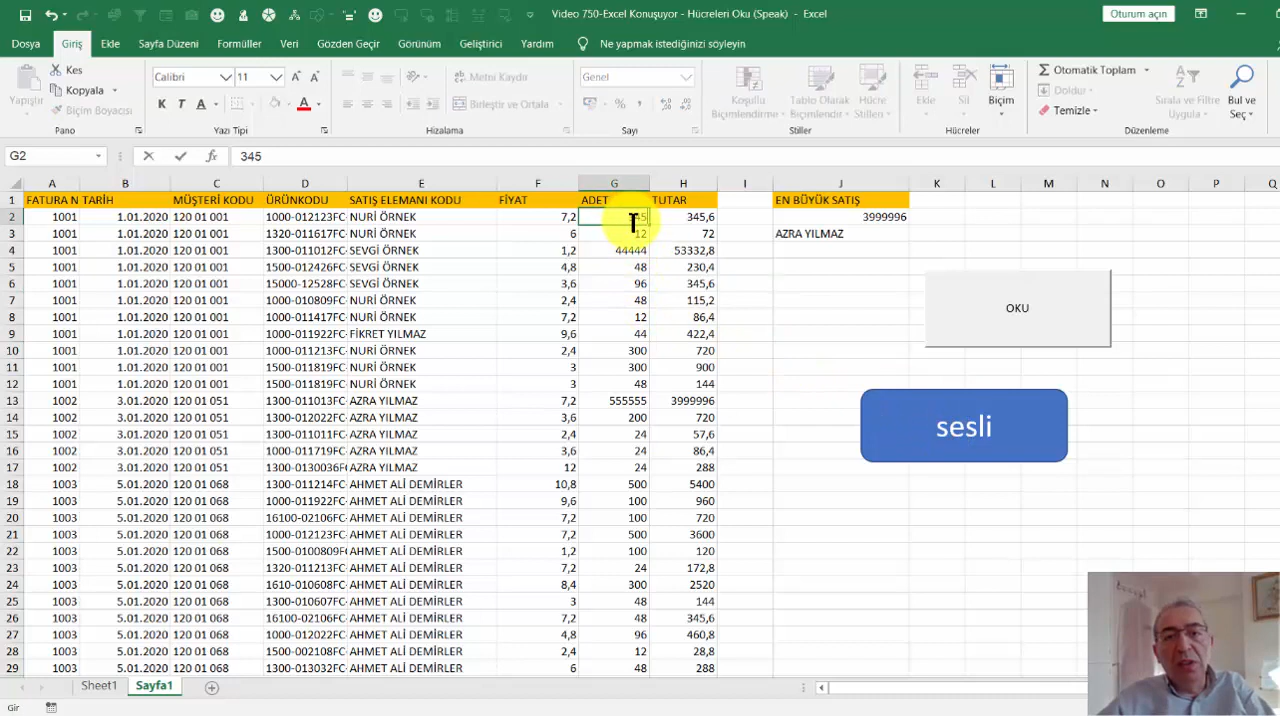 Video 750-Excel Konuşuyor - Hücreleri Oku (Speak) - Excel
Oturum açın
Dosya Giriş Ekle Sayfa Düzeni Formüller Veri Gözden Geçir Görünüm Geliştirici Yardım Ne yapmak istediğinizi söyleyin
Yapıştır Kes Kopyala Biçim Boyacısı
Calibri 11
K T A
Metni Kaydır
Birleştir ve Ortala
Genel
Koşullu Biçimlendirme Tablo Olarak Biçimlendir Hücre Stilleri
Ekle Sil Biçim
Otomatik Toplam
Doldur
Temizle
Sırala ve Filtre Uygula Bul ve Seç
Pano Yazı Tipi Hizalama Sayı Stiller Hücreler Düzenleme
G2 fx 345
A B C D E F G H I J K L M N O P Q
1 FATURA N TARİH MÜŞTERİ KODU ÜRÜNKODU SATIŞ ELEMANI KODU FİYAT ADET TUTAR EN BÜYÜK SATIŞ
2 1001 1.01.2020 120 01 001 1000-012123FC- NURİ ÖRNEK 7,2 345,6 3999996
3 1001 1.01.2020 120 01 001 1320-011617FC- NURİ ÖRNEK 6 12 72 AZRA YILMAZ
4 1001 1.01.2020 120 01 001 1300-011012FC- SEVGİ ÖRNEK 1,2 44444 53332,8
5 1001 1.01.2020 120 01 001 1500-012426FC- SEVGİ ÖRNEK 4,8 48 230,4
6 1001 1.01.2020 120 01 001 15000-12528FC- SEVGİ ÖRNEK 3,6 96 345,6
7 1001 1.01.2020 120 01 001 1000-010809FC- NURİ ÖRNEK 2,4 48 115,2
8 1001 1.01.2020 120 01 001 1000-011417FC- NURİ ÖRNEK 7,2 12 86,4
9 1001 1.01.2020 120 01 001 1000-011922FC- FİKRET YILMAZ 9,6 44 422,4
10 1001 1.01.2020 120 01 001 1000-011213FC- NURİ ÖRNEK 2,4 300 720
11 1001 1.01.2020 120 01 001 1500-011819FC- NURİ ÖRNEK 3 300 900
12 1001 1.01.2020 120 01 001 1500-011819FC- NURİ ÖRNEK 3 48 144
13 1002 3.01.2020 120 01 051 1300-011013FC- AZRA YILMAZ 7,2 555555 3999996
14 1002 3.01.2020 120 01 051 1300-012022FC- AZRA YILMAZ 3,6 200 720
15 1002 3.01.2020 120 01 051 1300-011011FC- AZRA YILMAZ 2,4 24 57,6
16 1002 3.01.2020 120 01 051 1000-011719FC- AZRA YILMAZ 3,6 24 86,4
17 1002 3.01.2020 120 01 051 1300-0130036FC- AZRA YILMAZ 12 24 288
18 1003 5.01.2020 120 01 068 1300-011214FC- AHMET ALİ DEMİRLER 10,8 500 5400
19 1003 5.01.2020 120 01 068 1000-011922FC- AHMET ALİ DEMİRLER 9,6 100 960
20 1003 5.01.2020 120 01 068 16100-02106FC- AHMET ALİ DEMİRLER 7,2 100 720
21 1003 5.01.2020 120 01 068 1000-012123FC- AHMET ALİ DEMİRLER 7,2 500 3600
22 1003 5.01.2020 120 01 068 1500-0100809FC AHMET ALİ DEMİRLER 1,2 100 120
23 1003 5.01.2020 120 01 068 1320-011213FC- AHMET ALİ DEMİRLER 7,2 24 172,8
24 1003 5.01.2020 120 01 068 1610-010608FC- AHMET ALİ DEMİRLER 8,4 300 2520
25 1003 5.01.2020 120 01 068 1300-010607FC- AHMET ALİ DEMİRLER 3 48 144
26 1003 5.01.2020 120 01 068 16100-02106FC- AHMET ALİ DEMİRLER 7,2 48 345,6
27 1003 5.01.2020 120 01 068 1000-012022FC- AHMET ALİ DEMİRLER 4,8 96 460,8
28 1003 5.01.2020 120 01 068 1500-002108FC- AHMET ALİ DEMİRLER 2,4 12 28,8
29 1003 5.01.2020 120 01 068 1300-013032FC- AHMET ALİ DEMİRLER 6 48 288
OKU
sesli
Sheet1 Sayfa1
Gir